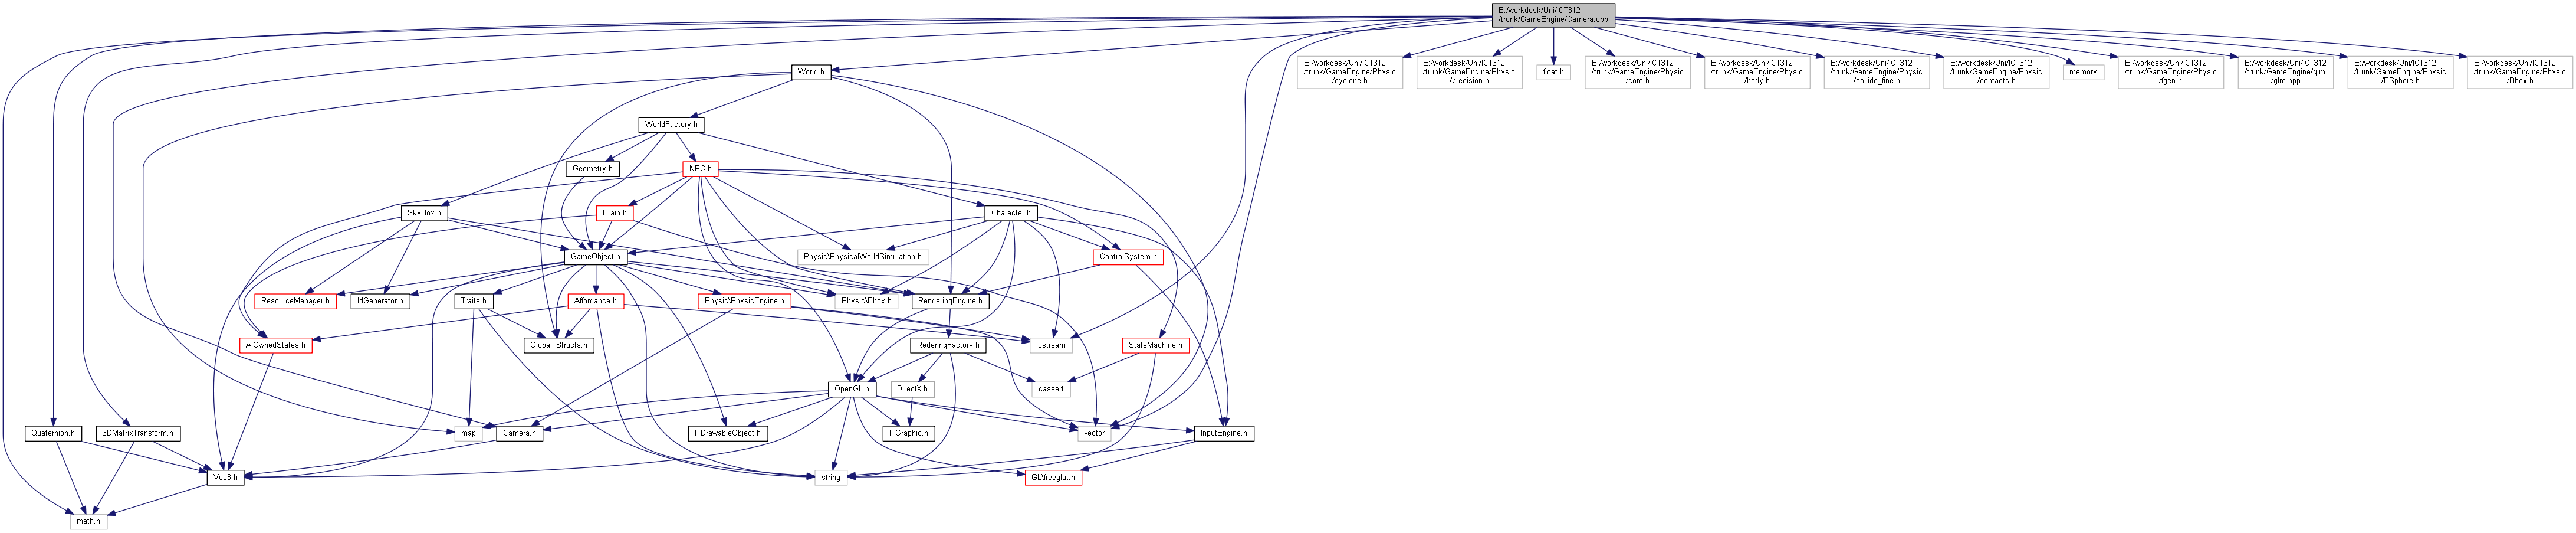 E:/workdesk/Uni/ICT312
/trunk/GameEngine/Camera.cpp
World.h
E:/workdesk/Uni/ICT312
/trunk/GameEngine/Physic
/cyclone.h
E:/workdesk/Uni/ICT312
/trunk/GameEngine/Physic
/precision.h
float.h
E:/workdesk/Uni/ICT312
/trunk/GameEngine/Physic
/core.h
E:/workdesk/Uni/ICT312
/trunk/GameEngine/Physic
/body.h
E:/workdesk/Uni/ICT312
/trunk/GameEngine/Physic
/collide_fine.h
E:/workdesk/Uni/ICT312
/trunk/GameEngine/Physic
/contacts.h
memory
E:/workdesk/Uni/ICT312
/trunk/GameEngine/Physic
/fgen.h
E:/workdesk/Uni/ICT312
/trunk/GameEngine/glm
/glm.hpp
E:/workdesk/Uni/ICT312
/trunk/GameEngine/Physic
/BSphere.h
E:/workdesk/Uni/ICT312
/trunk/GameEngine/Physic
/Bbox.h
WorldFactory.h
Geometry.h
NPC.h
SkyBox.h
Brain.h
Character.h
GameObject.h
Physic\PhysicalWorldSimulation.h
ControlSystem.h
ResourceManager.h
IdGenerator.h
Traits.h
Affordance.h
Physic\PhysicEngine.h
Physic\Bbox.h
RenderingEngine.h
AIOwnedStates.h
Global_Structs.h
RederingFactory.h
iostream
StateMachine.h
OpenGL.h
DirectX.h
cassert
Quaternion.h
3DMatrixTransform.h
map
Camera.h
I_DrawableObject.h
I_Graphic.h
vector
InputEngine.h
Vec3.h
string
GL\freeglut.h
math.h